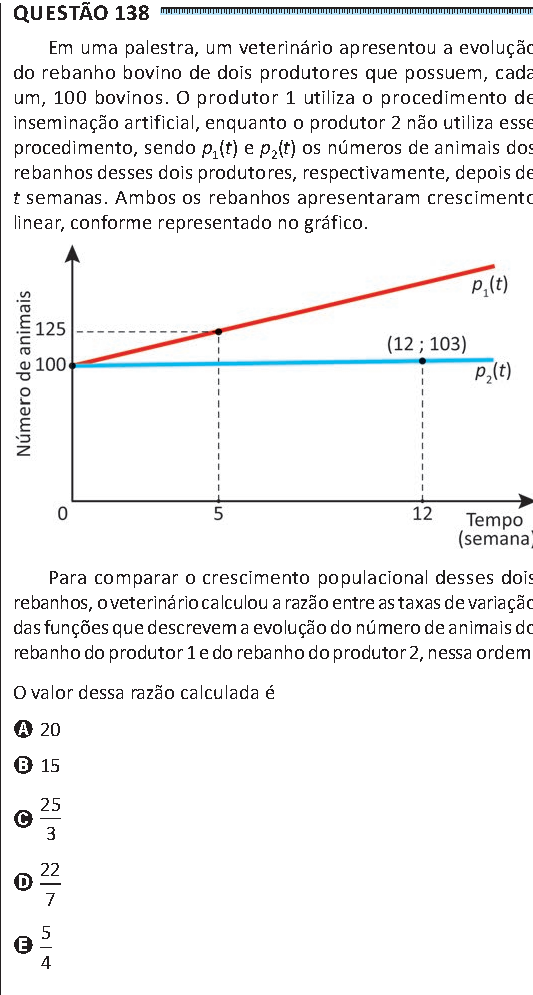 QUESTÃO 138
Em uma palestra, um veterinário apresentou a evolução
do rebanho bovino de dois produtores que possuem, cada
um, 100 bovinos. O produtor 1 utiliza o procedimento de
inseminação artificial, enquanto o produtor 2 não utiliza esse
procedimento, sendo p₁(t) e p₂(t) os números de animais dos
rebanhos desses dois produtores, respectivamente, depois de
t semanas. Ambos os rebanhos apresentaram crescimento
linear, conforme representado no gráfico.
Número de animais
p₁(t)
125
(12 ; 103)
100
p₂(t)
0
5
12
Tempo
(semana)
Para comparar o crescimento populacional desses dois
rebanhos, o veterinário calculou a razão entre as taxas de variação
das funções que descrevem a evolução do número de animais do
rebanho do produtor 1 e do rebanho do produtor 2, nessa ordem
O valor dessa razão calculada é
A 20
B 15
C 25/3
D 22/7
E 5/4